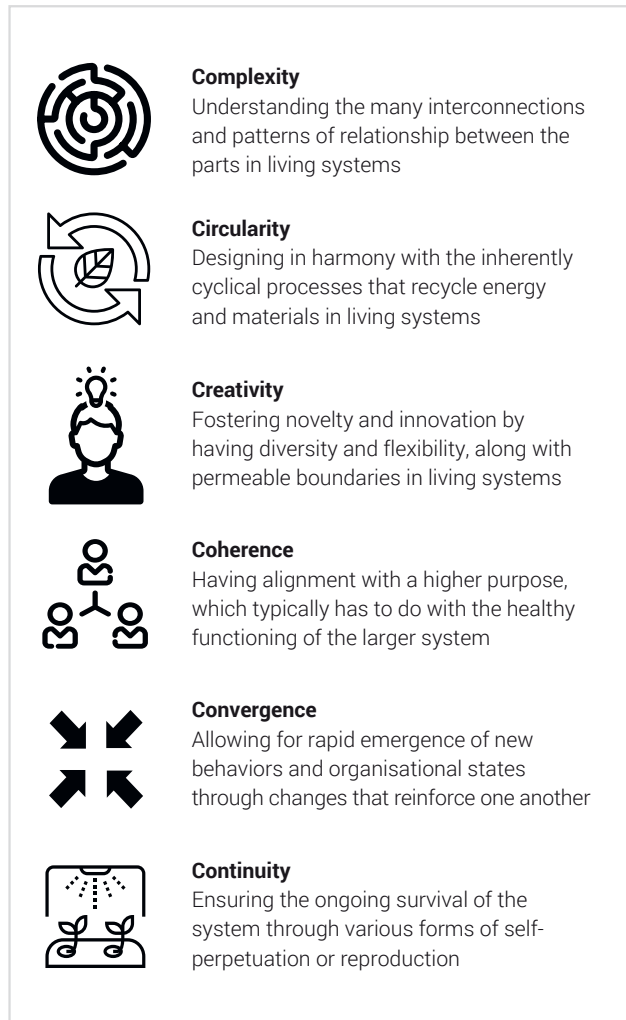 Complexity
Understanding the many interconnections
and patterns of relationship between the
parts in living systems
Circularity
Designing in harmony with the inherently
cyclical processes that recycle energy
and materials in living systems
Creativity
Fostering novelty and innovation by
having diversity and flexibility, along with
permeable boundaries in living systems
Coherence
Having alignment with a higher purpose,
which typically has to do with the healthy
functioning of the larger system
Convergence
Allowing for rapid emergence of new
behaviors and organisational states
through changes that reinforce one another
Continuity
Ensuring the ongoing survival of the
system through various forms of self-
perpetuation or reproduction